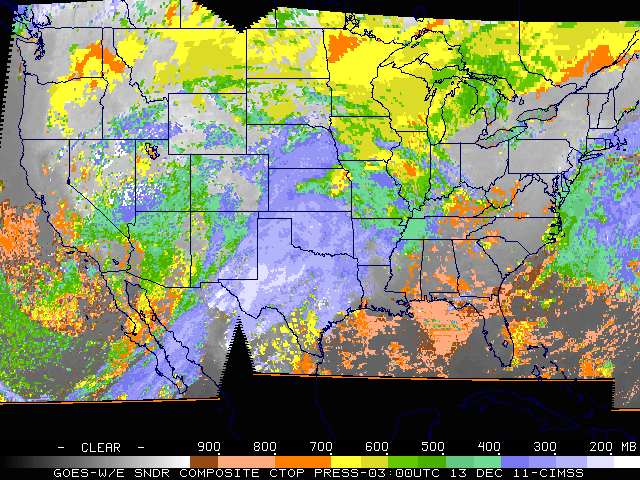 - CLEAR - 900 800 700 600 500 400 300 200 MB
GOES-W/E SNDR COMPOSITE CTOP PRESS-03:00UTC 13 DEC 11-CIMSS